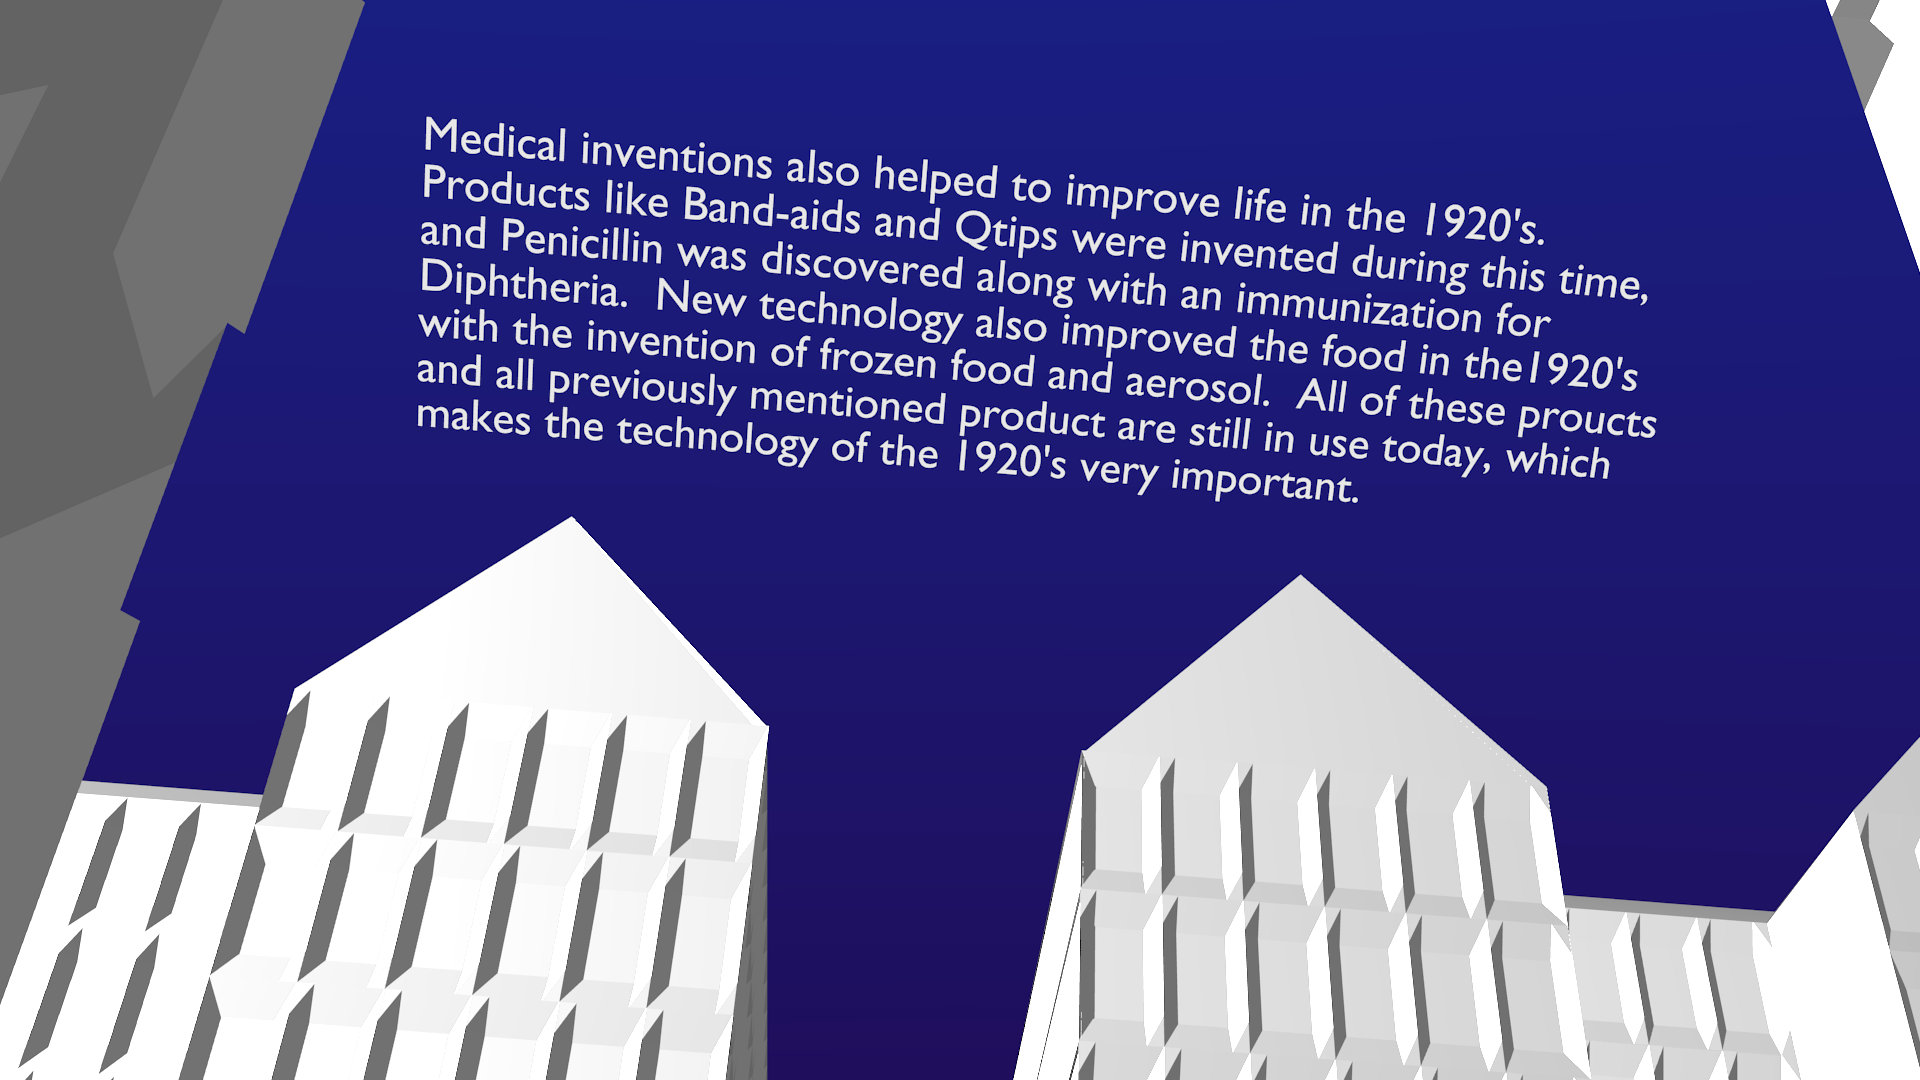 Medical inventions also helped to improve life in the 1920's.
Products like Band-aids and Qtips were invented during this time,
and Penicillin was discovered along with an immunization for
Diphtheria.  New technology also improved the food in the1920's
with the invention of frozen food and aerosol.  All of these proucts
and all previously mentioned product are still in use today, which
makes the technology of the 1920's very important.